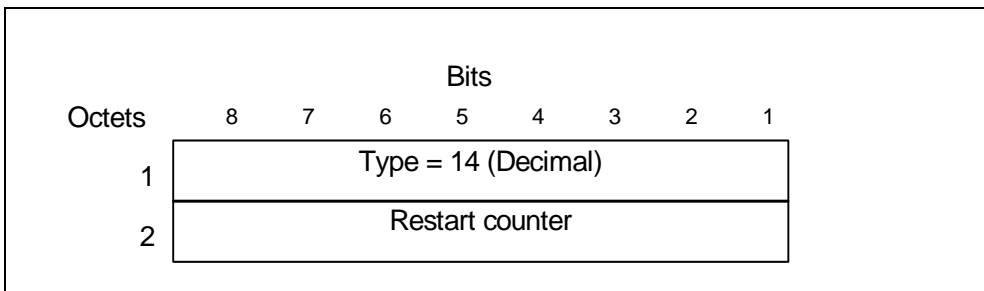 Bits
Octets 8 7 6 5 4 3 2 1
1 Type = 14 (Decimal)
2 Restart counter